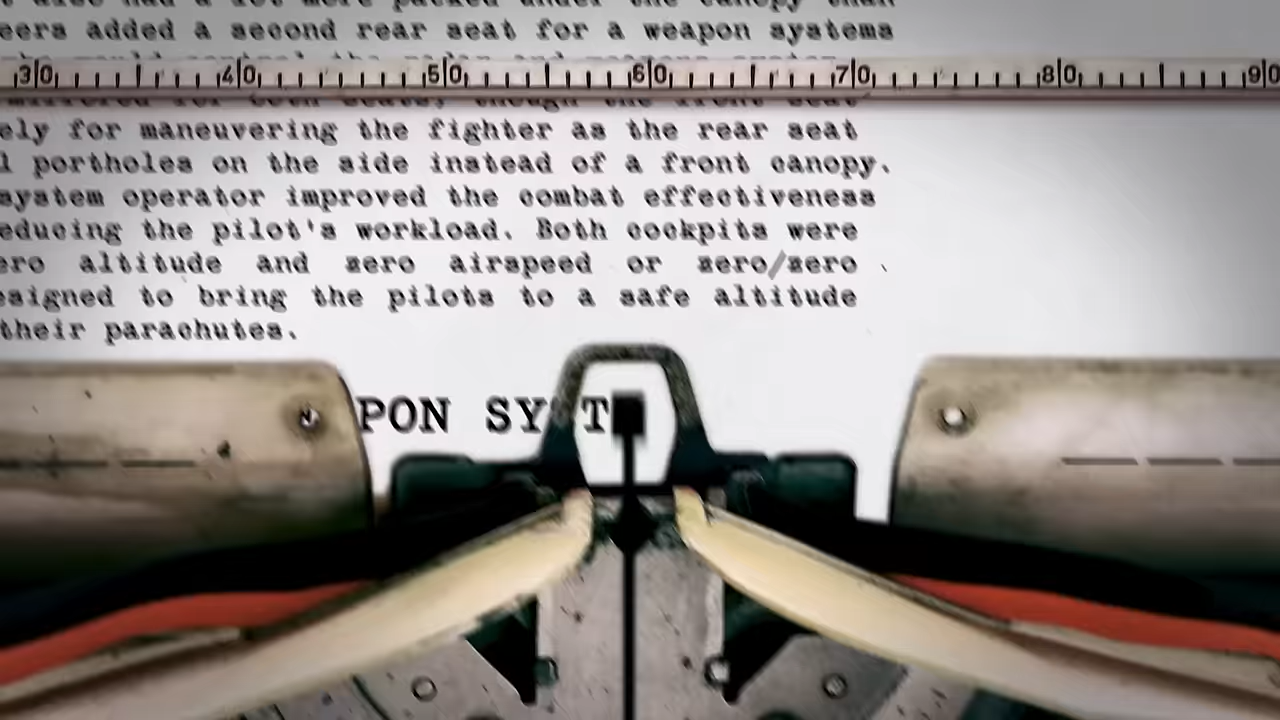 eers added a second rear seat for a weapon systems
30 40 50 60 70 80 90
ely for maneuvering the fighter as the rear seat
l portholes on the side instead of a front canopy.
system operator improved the combat effectiveness
educing the pilot's workload. Both cockpits were
ero altitude and zero airspeed or zero/zero
esigned to bring the pilots to a safe altitude
their parachutes.
PON SYST